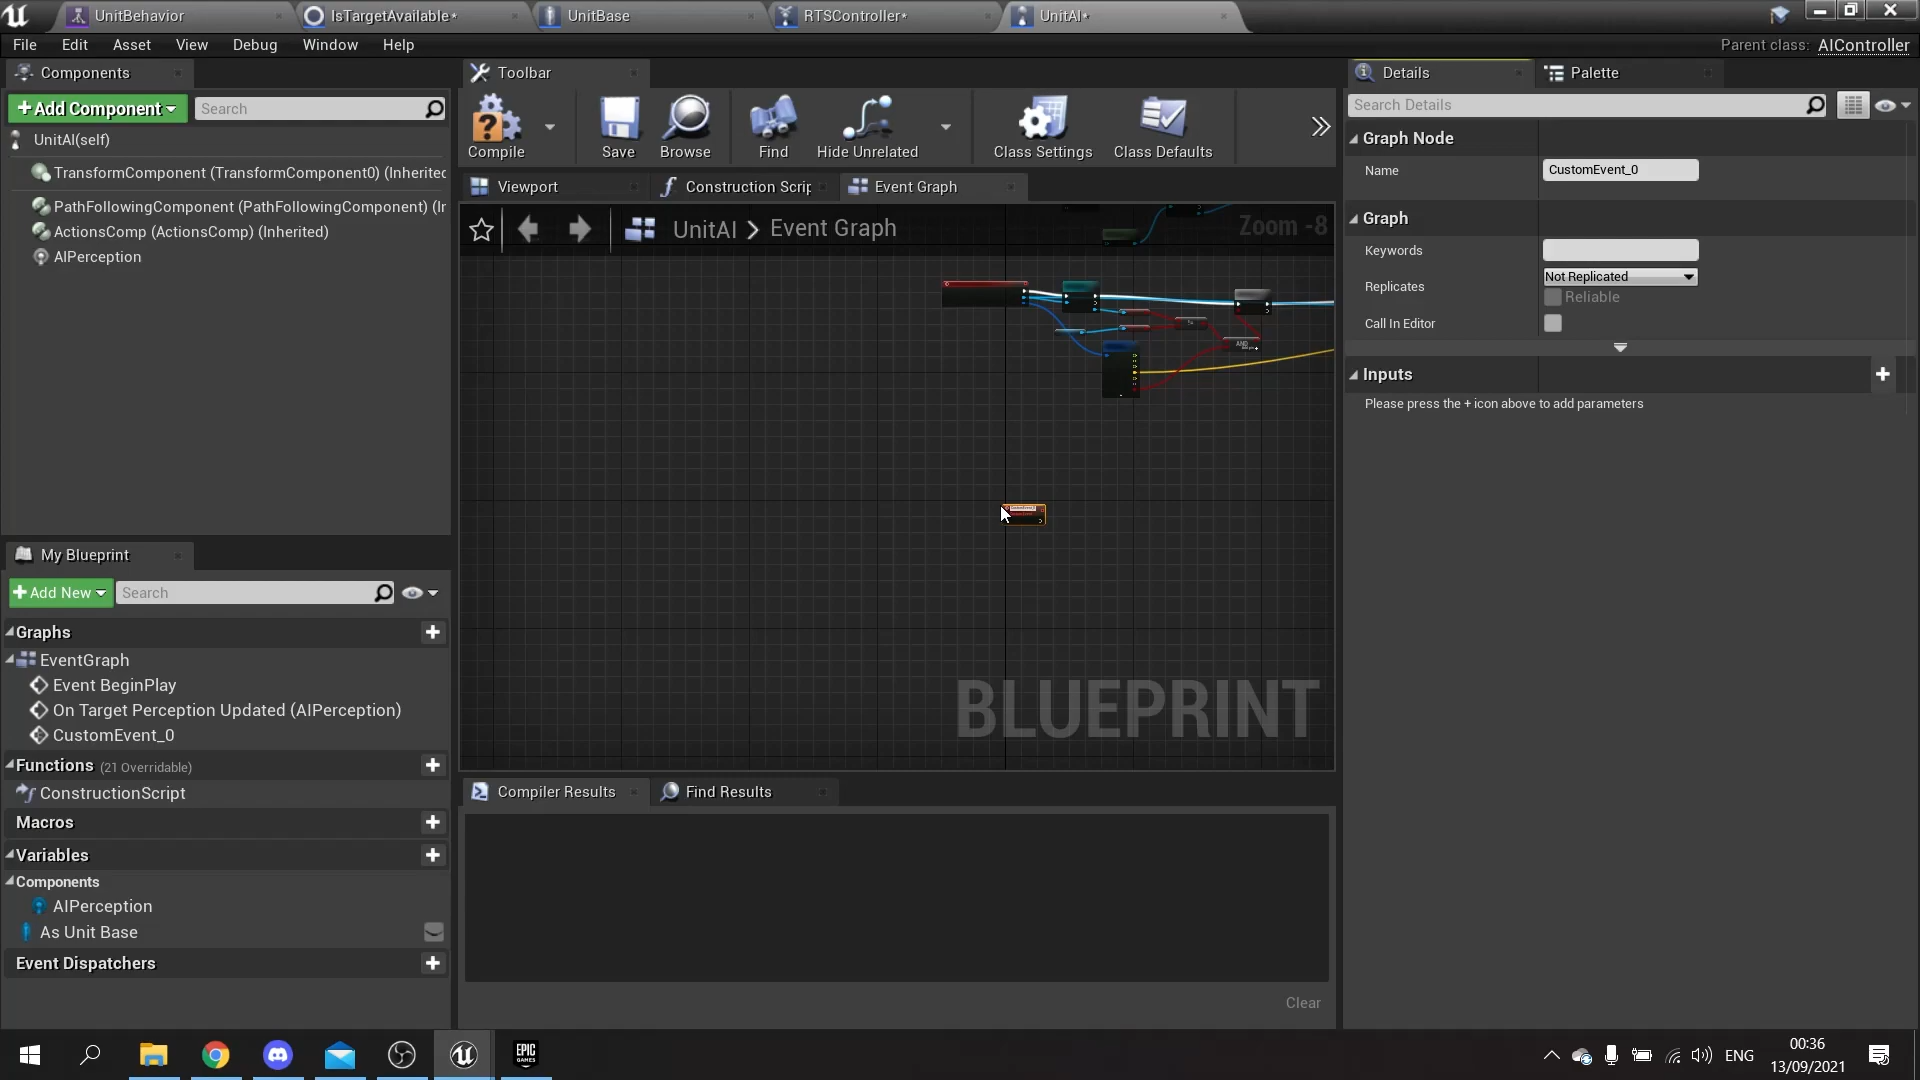 UnitBehavior
IsTargetAvailable*
UnitBase
RTSController*
UnitAI*
File Edit Asset View Debug Window Help
Parent class: AIController
Components
Toolbar
Details
Palette
+Add Component
Search
Search Details
UnitAI(self)
TransformComponent (TransformComponent0) (Inherited
PathFollowingComponent (PathFollowingComponent) (Ir
ActionsComp (ActionsComp) (Inherited)
AIPerception
Compile
Save
Browse
Find
Hide Unrelated
Class Settings
Class Defaults
Viewport
Construction Scrip
Event Graph
UnitAI > Event Graph
Zoom -8
AND
BLUEPRINT
Graph Node
Name
CustomEvent_0
Graph
Keywords
Replicates
Not Replicated
Reliable
Call In Editor
Inputs
Please press the + icon above to add parameters
My Blueprint
+Add New
Search
Graphs
EventGraph
Event BeginPlay
On Target Perception Updated (AIPerception)
CustomEvent_0
Functions (21 Overridable)
ConstructionScript
Macros
Variables
Components
AIPerception
As Unit Base
Event Dispatchers
Compiler Results
Find Results
Clear
EPIC
GAMES
ENG
00:36
13/09/2021